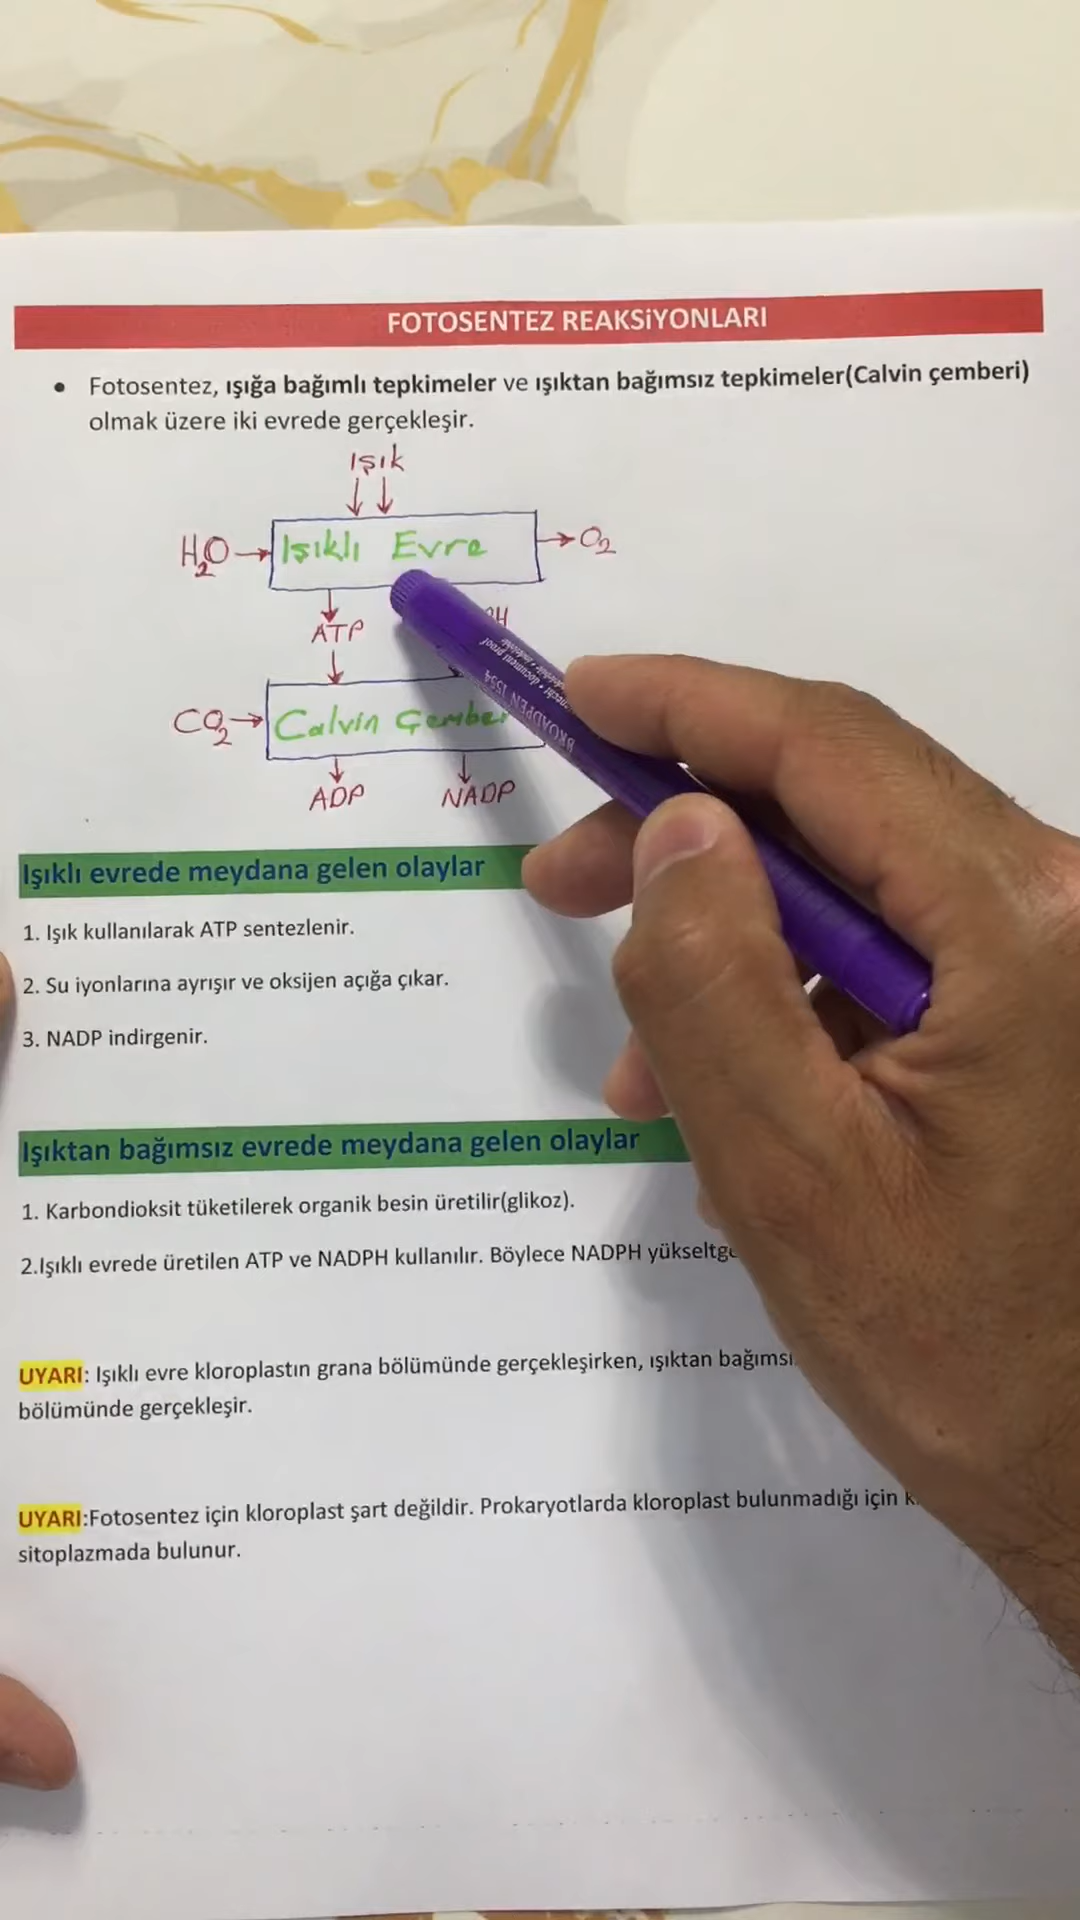 FOTOSENTEZ REAKSiYONLARI
• Fotosentez, ışığa bağımlı tepkimeler ve ışıktan bağımsız tepkimeler(Calvin çemberi)
olmak üzere iki evrede gerçekleşir.
Işık
H2O → Işıklı Evre → O2
ATP
CO2 → Calvin
ADP NADP
BROADPEN 1554
document proof
Işıklı evrede meydana gelen olaylar
1. Işık kullanılarak ATP sentezlenir.
2. Su iyonlarına ayrışır ve oksijen açığa çıkar.
3. NADP indirgenir.
Işıktan bağımsız evrede meydana gelen olaylar
1. Karbondioksit tüketilerek organik besin üretilir(glikoz).
2.Işıklı evrede üretilen ATP ve NADPH kullanılır. Böylece NADPH
UYARI: Işıklı evre kloroplastın grana bölümünde gerçekleşirken, ışıktan
bölümünde gerçekleşir.
UYARI:Fotosentez için kloroplast şart değildir. Prokaryotlarda kloroplast bulunmadığı için
sitoplazmada bulunur.